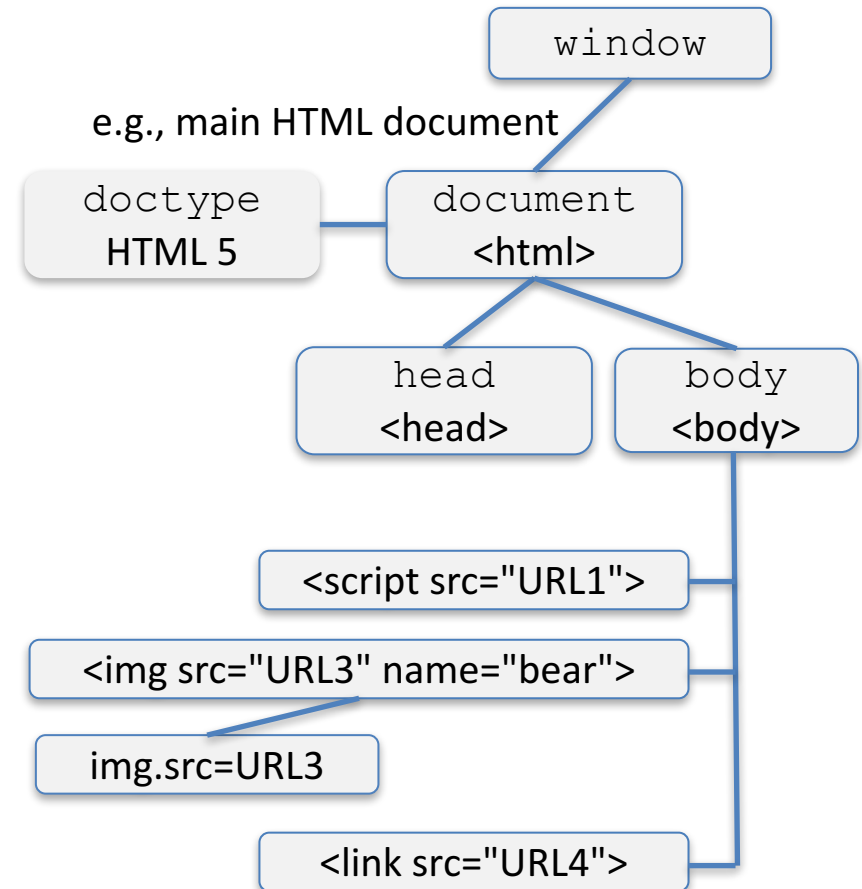 window
e.g., main HTML document
doctype
HTML 5
document
<html>
head
<head>
body
<body>
<script src="URL1">
<img src="URL3" name="bear">
img.src=URL3
<link src="URL4">